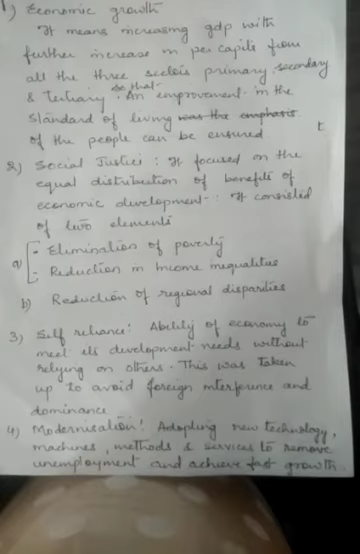 1) Economic growth
It means increasing gdp with
further increase in per capita from
all the three sectors primary, secondary
& Tertiary so that An improvement in the
standard of living was the emphasis
of the people can be ensured
t
2) Social Justice : It focused on the
equal distribution of benefits of
economic development : It consisted
of two elements
a) - Elimination of poverty
- Reduction in Income inequalities
b) Reduction of regional disparities
3) Self reliance : Ability of economy to
meet its development needs without
relying on others. This was taken
up to avoid foreign interference and
dominance
4) Modernisation : Adopting new technology,
machines, methods & services to remove
unemployment and achieve fast growth.